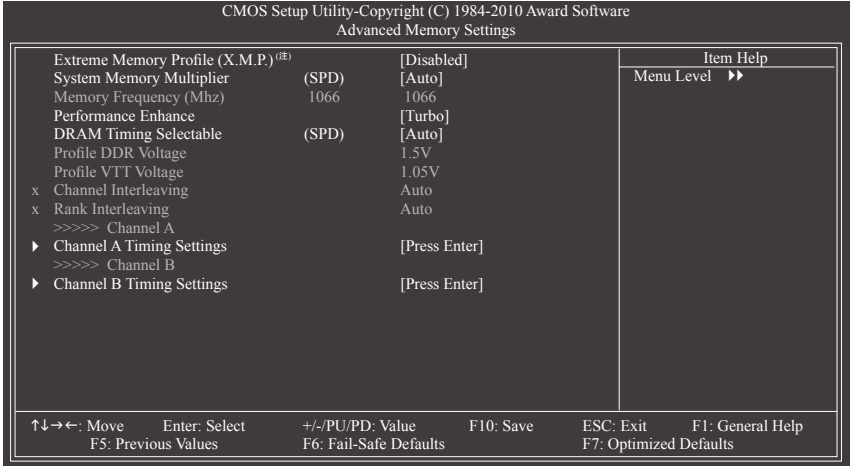 CMOS Setup Utility-Copyright (C) 1984-2010 Award Software
Advanced Memory Settings
Extreme Memory Profile (X.M.P.)(注) [Disabled]
System Memory Multiplier (SPD) [Auto]
Memory Frequency (Mhz) 1066 1066
Performance Enhance [Turbo]
DRAM Timing Selectable (SPD) [Auto]
Profile DDR Voltage 1.5V
Profile VTT Voltage 1.05V
x Channel Interleaving Auto
x Rank Interleaving Auto
>>>>> Channel A
Channel A Timing Settings [Press Enter]
>>>>> Channel B
Channel B Timing Settings [Press Enter]
Item Help
Menu Level
↑↓→←: Move Enter: Select +/-/PU/PD: Value F10: Save ESC: Exit F1: General Help
F5: Previous Values F6: Fail-Safe Defaults F7: Optimized Defaults